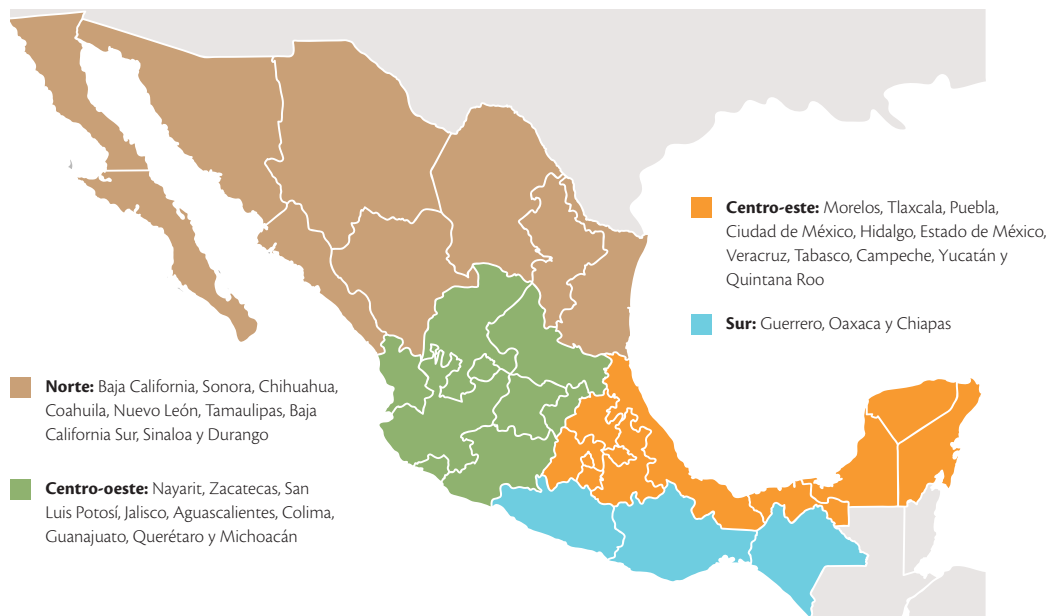 Centro-este: Morelos, Tlaxcala, Puebla,
Ciudad de México, Hidalgo, Estado de México,
Veracruz, Tabasco, Campeche, Yucatán y
Quintana Roo
Sur: Guerrero, Oaxaca y Chiapas
Norte: Baja California, Sonora, Chihuahua,
Coahuila, Nuevo León, Tamaulipas, Baja
California Sur, Sinaloa y Durango
Centro-oeste: Nayarit, Zacatecas, San
Luis Potosí, Jalisco, Aguascalientes, Colima,
Guanajuato, Querétaro y Michoacán